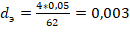 dэ = 4*0,05/62 = 0,003